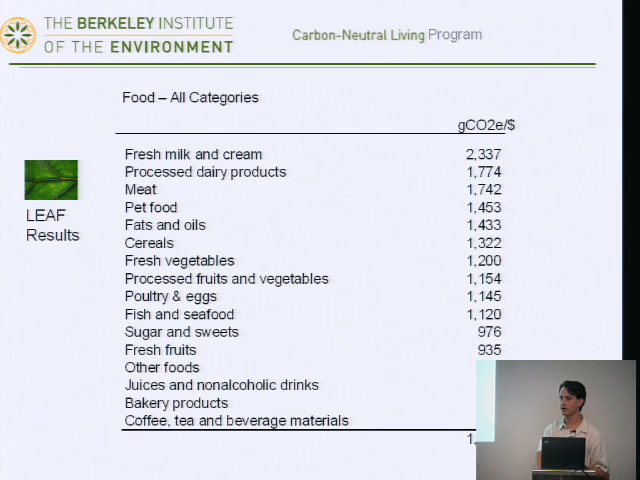 THE BERKELEY INSTITUTE
OF THE ENVIRONMENT
Carbon-Neutral Living Program
Food – All Categories
gCO2e/$
Fresh milk and cream 2,337
Processed dairy products 1,774
Meat 1,742
Pet food 1,453
Fats and oils 1,433
Cereals 1,322
Fresh vegetables 1,200
Processed fruits and vegetables 1,154
Poultry & eggs 1,145
Fish and seafood 1,120
Sugar and sweets 976
Fresh fruits 935
Other foods
Juices and nonalcoholic drinks
Bakery products
Coffee, tea and beverage materials
1,
LEAF
Results